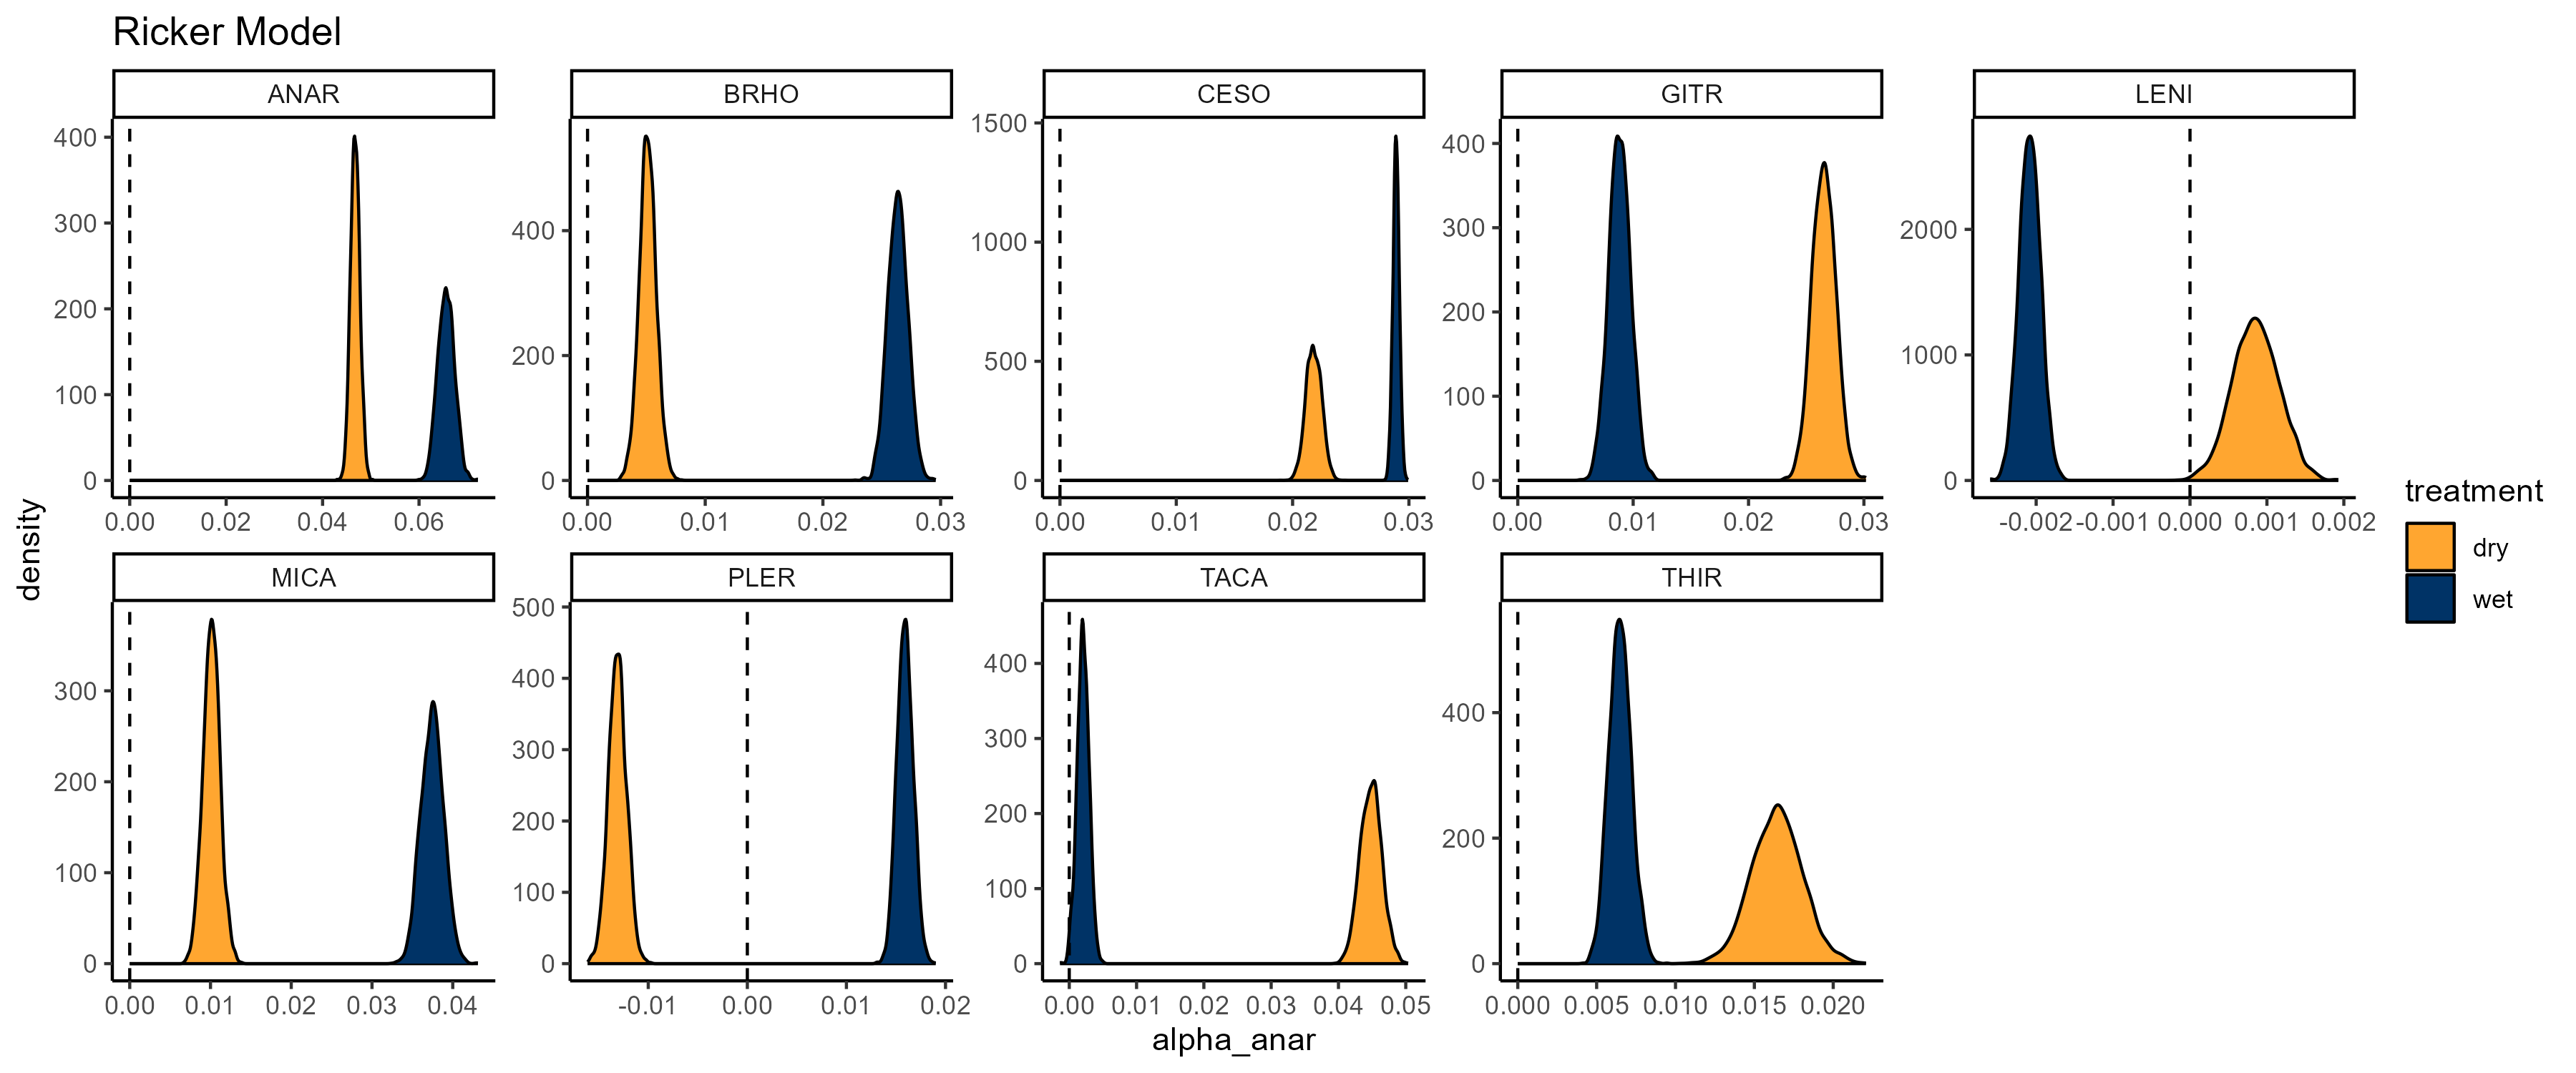 Ricker Model
ANAR
BRHO
CESO
GITR
LENI
400
300
200
100
0
0.00 0.02 0.04 0.06
400
200
0
0.00 0.01 0.02 0.03
1500
1000
500
0
0.00 0.01 0.02 0.03
400
300
200
100
0
0.00 0.01 0.02 0.03
2000
1000
0
-0.002 -0.001 0.000 0.001 0.002
density
MICA
PLER
TACA
THIR
300
200
100
0
0.00 0.01 0.02 0.03 0.04
500
400
300
200
100
0
-0.01 0.00 0.01 0.02
400
300
200
100
0
0.00 0.01 0.02 0.03 0.04 0.05
400
200
0
0.000 0.005 0.010 0.015 0.020
alpha_anar
treatment
dry
wet